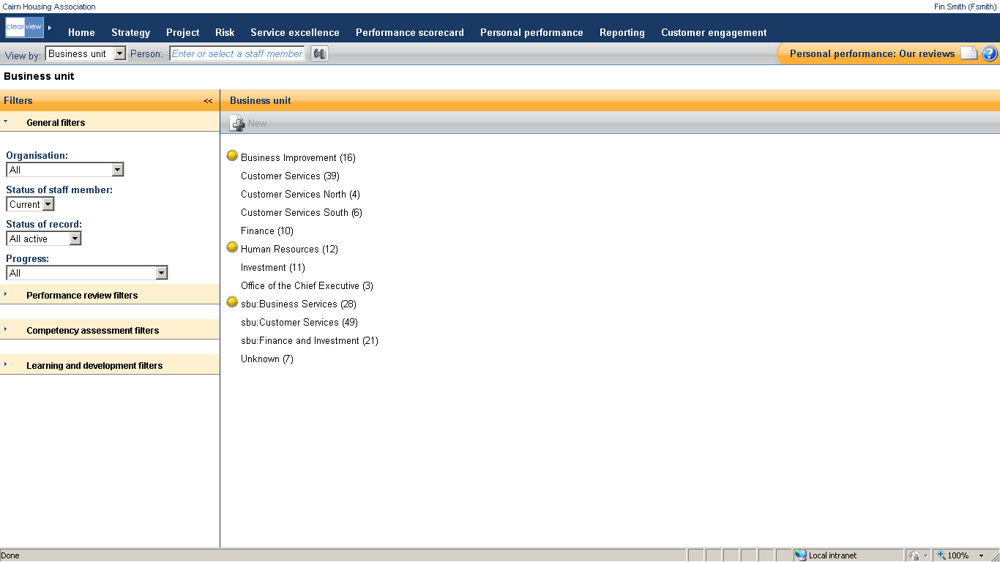 Cairn Housing Association Fin Smith (Fsmith)
clearview Home Strategy Project Risk Service excellence Performance scorecard Personal performance Reporting Customer engagement
View by: Business unit Person: Enter or select a staff member Personal performance: Our reviews ?
Business unit
Filters << Business unit
General filters
New
Organisation:
All
Status of staff member:
Current
Status of record:
All active
Progress:
All
Performance review filters
Competency assessment filters
Learning and development filters
Business Improvement (16)
Customer Services (39)
Customer Services North (4)
Customer Services South (6)
Finance (10)
Human Resources (12)
Investment (11)
Office of the Chief Executive (3)
sbu:Business Services (28)
sbu:Customer Services (49)
sbu:Finance and Investment (21)
Unknown (7)
Done Local intranet 100%